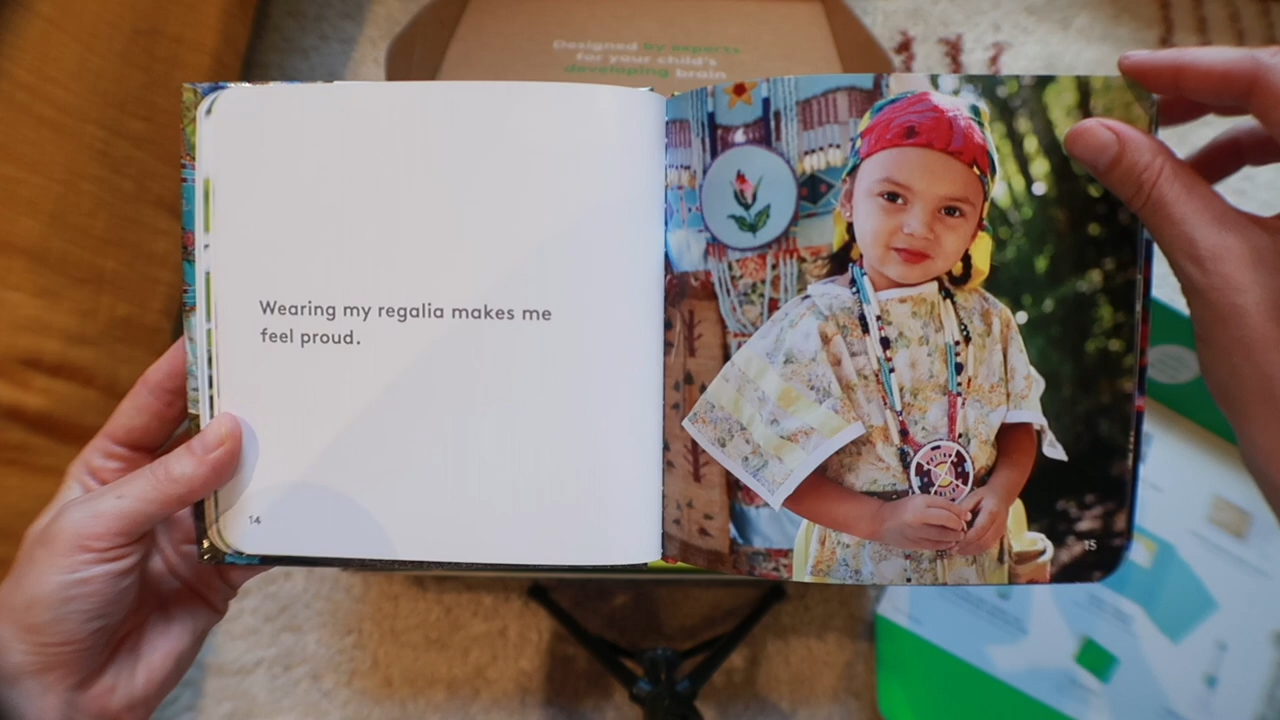 Designed by experts
for your child's
developing brain
Wearing my regalia makes me
feel proud.
14
15